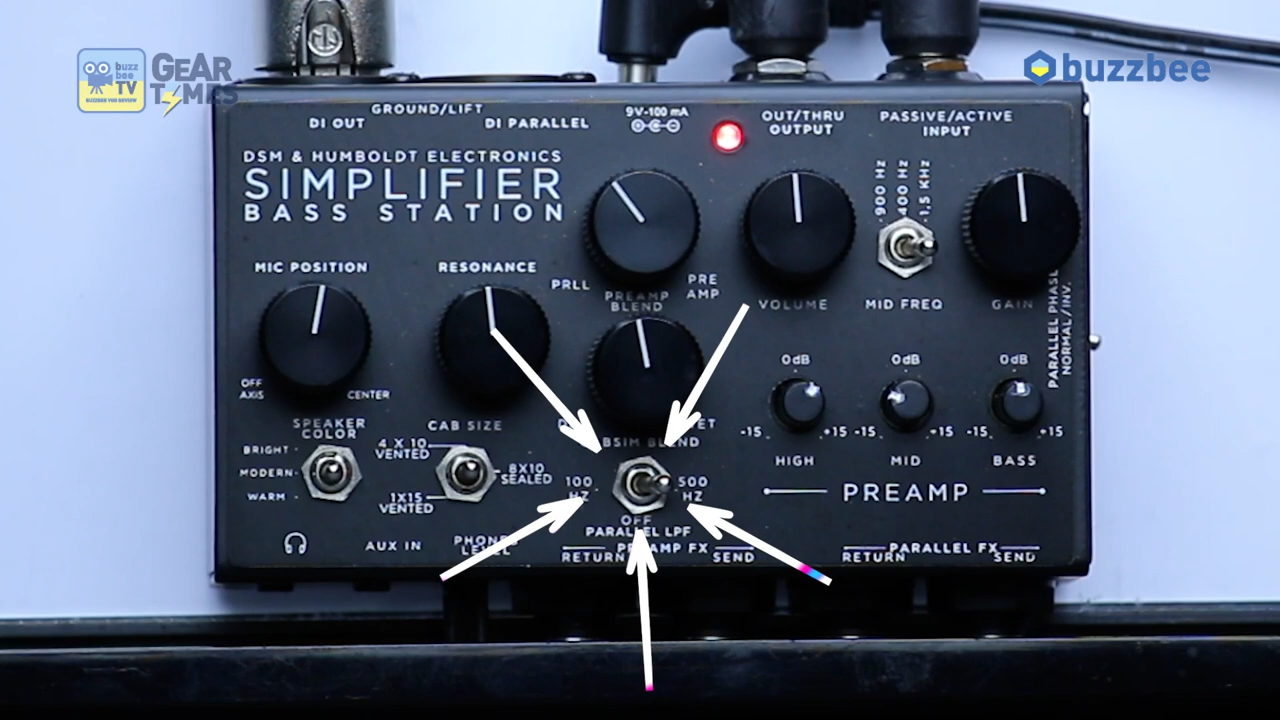 buzz
bee
TV
BUZZBEE VOD REVIEW
GEAR
TIMES
buzzbee
GROUND/LIFT
DI OUT
DI PARALLEL
9V-100 mA
OUT/THRU
OUTPUT
PASSIVE/ACTIVE
INPUT
DSM & HUMBOLDT ELECTRONICS
SIMPLIFIER
BASS STATION
900 Hz
400 Hz
1,5 KHz
MIC POSITION
RESONANCE
PRLL
PRE
AMP
PREAMP
BLEND
VOLUME
MID FREQ
GAIN
PARALLEL PHASE
NORMAL/INV.
OFF
AXIS
CENTER
0dB
0dB
0dB
SPEAKER
COLOR
CAB SIZE
BSIM BLEND
-15
+15
-15
+15
-15
+15
BRIGHT
MODERN
WARM
4 X 10
VENTED
8X10
SEALED
1X15
VENTED
100
HZ
500
HZ
OFF
PARALLEL LPF
HIGH
MID
BASS
PREAMP
AUX IN
PHONES
LEVEL
PREAMP FX
RETURN
SEND
PARALLEL FX
RETURN
SEND